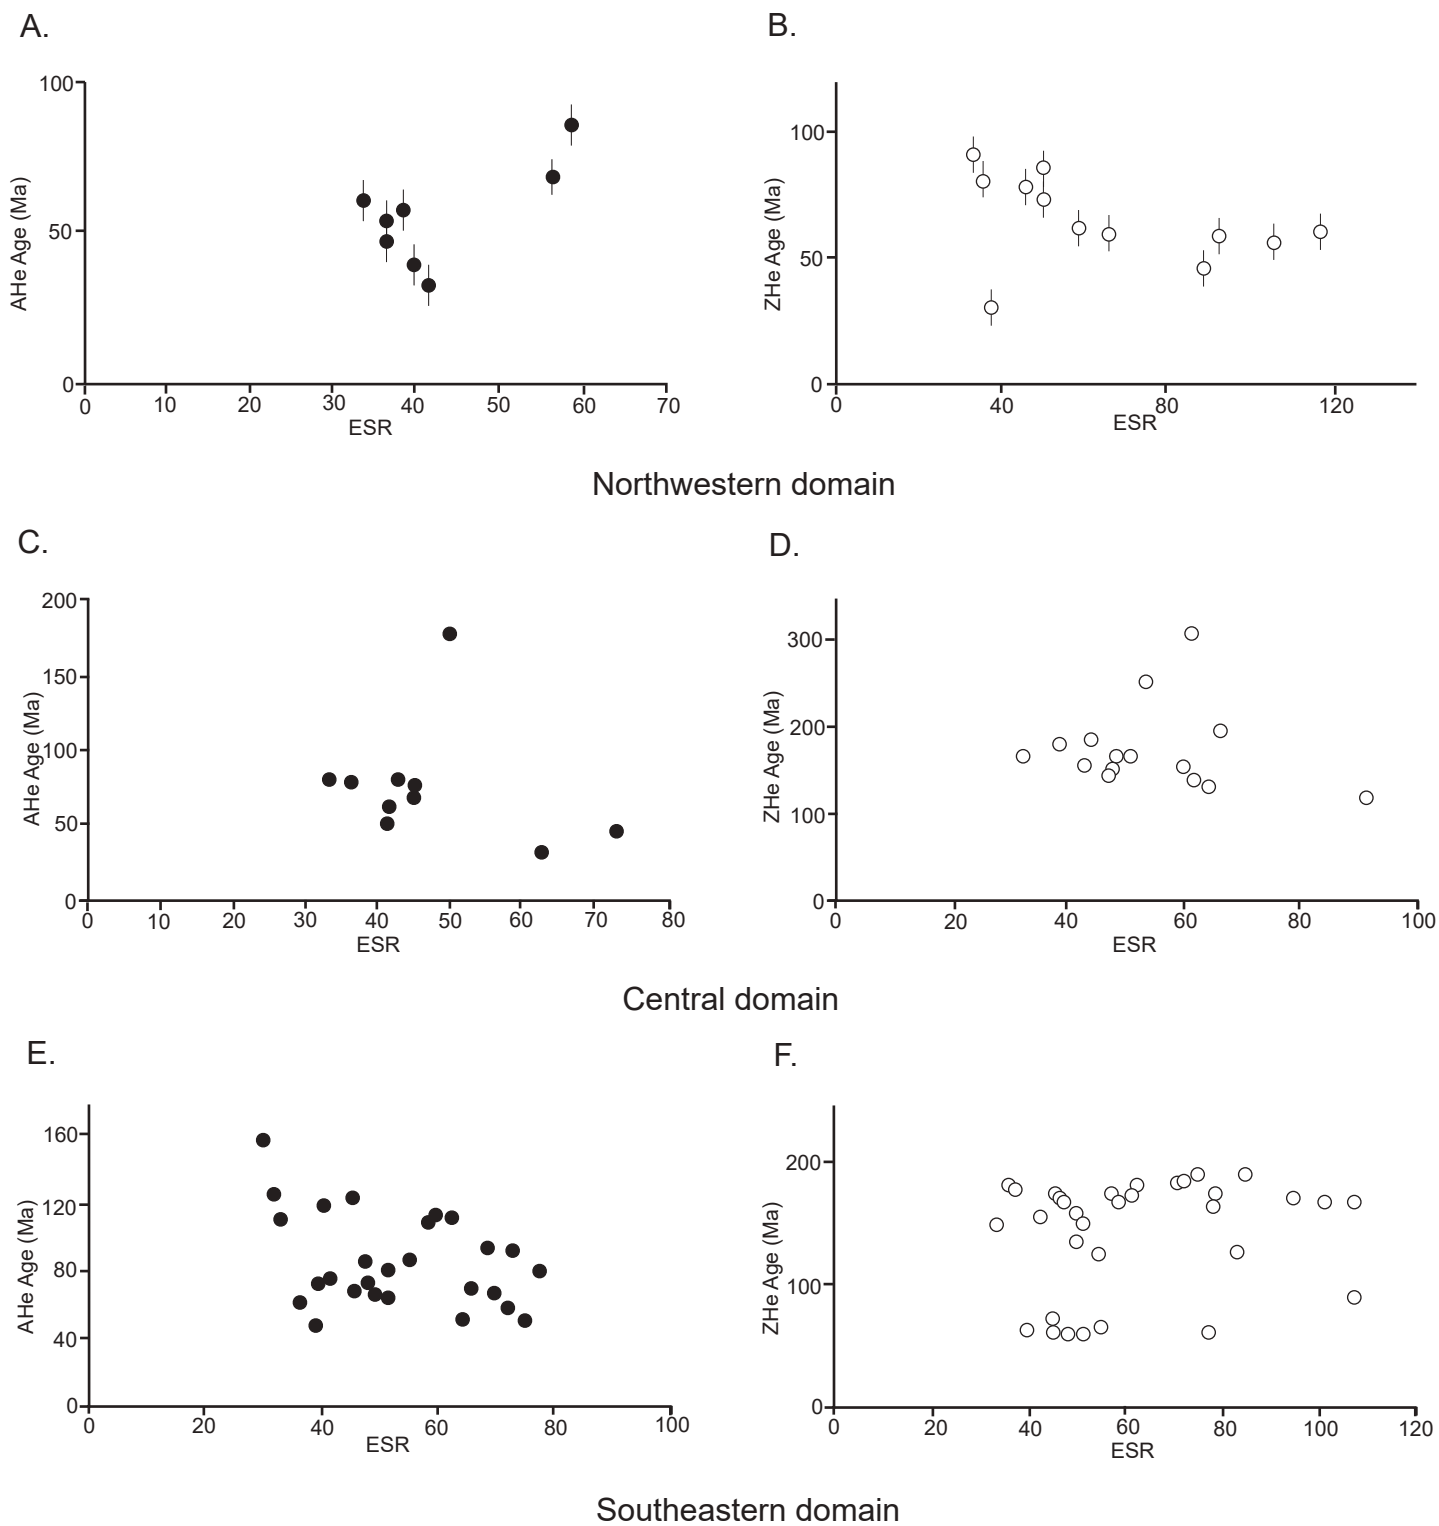 A.
100
50
0
AHe Age (Ma)
0 10 20 30 40 50 60 70
ESR
B.
100
50
0
ZHe Age (Ma)
0 40 80 120
ESR
Northwestern domain
C.
200
150
100
50
0
AHe Age (Ma)
0 10 20 30 40 50 60 70 80
ESR
D.
300
200
100
0
ZHe Age (Ma)
0 20 40 60 80 100
ESR
Central domain
E.
160
120
80
40
0
AHe Age (Ma)
0 20 40 60 80 100
ESR
F.
200
100
0
ZHe Age (Ma)
0 20 40 60 80 100 120
ESR
Southeastern domain